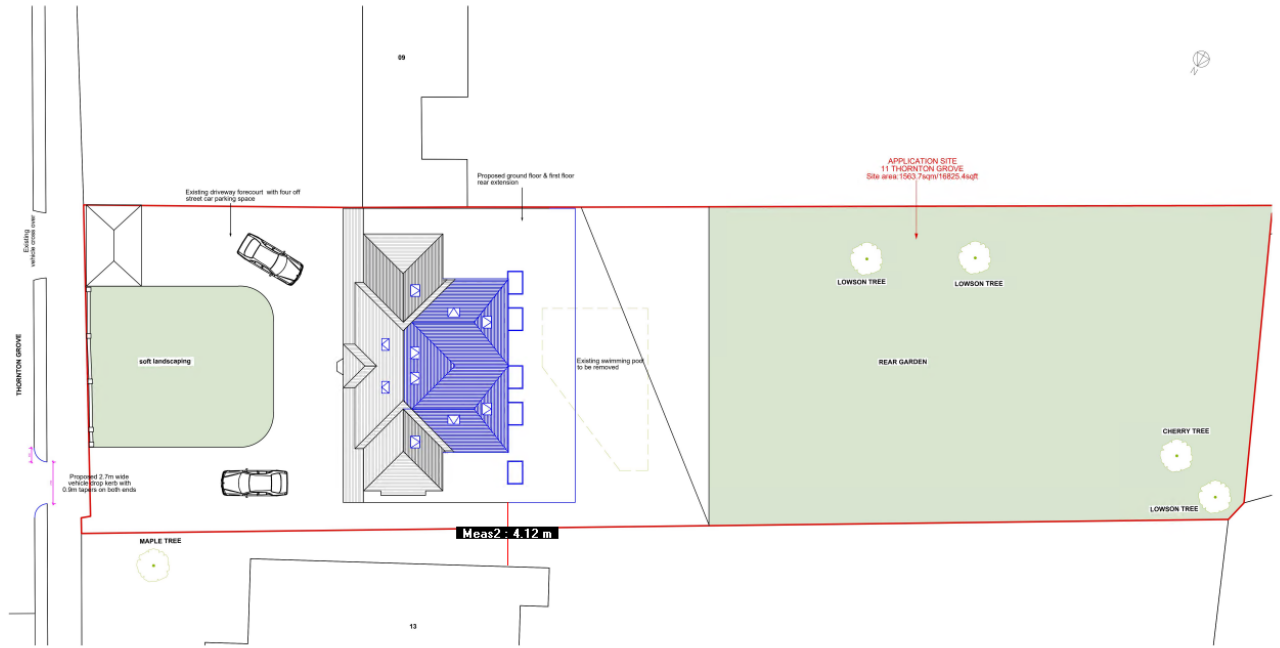 09
N
APPLICATION SITE
11 THORNTON GROVE
Site area:1563.7sqm/16825.4sqft
Proposed ground floor & first floor
rear extension
Existing driveway forecourt with four off
street car parking space
Existing
vehicle cross over
LOWSON TREE
LOWSON TREE
THORNTON GROVE
soft landscaping
Existing swimming pool
to be removed
REAR GARDEN
CHERRY TREE
Proposed 2.7m wide
vehicle drop kerb with
0.9m tapers on both ends
LOWSON TREE
Meas2 : 4.12 m
MAPLE TREE
13